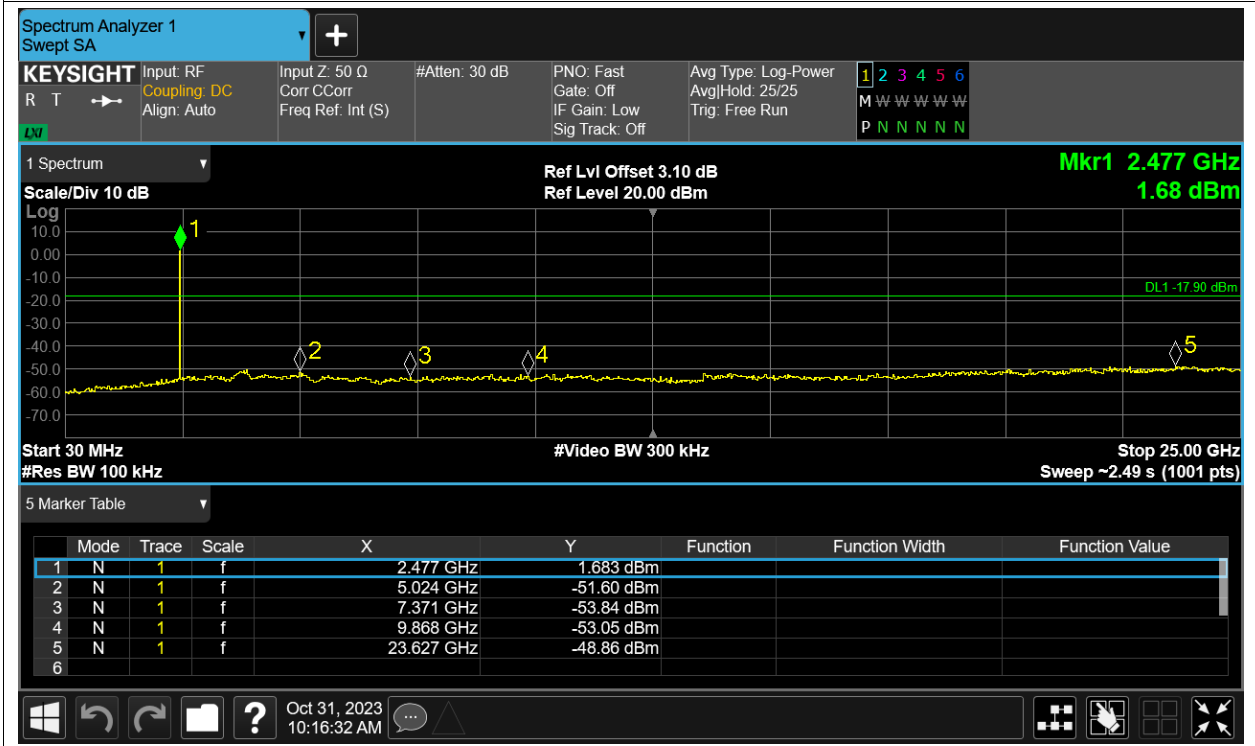 Spectrum Analyzer 1
Swept SA
+
KEYSIGHT Input: RF Input Z: 50 Ω #Atten: 30 dB PNO: Fast Avg Type: Log-Power 1 2 3 4 5 6
R T Coupling: DC Corr CCorr Gate: Off Avg|Hold: 25/25 M W W W W W
Align: Auto Freq Ref: Int (S) IF Gain: Low Trig: Free Run
LXI Sig Track: Off P N N N N N
1 Spectrum Ref Lvl Offset 3.10 dB Mkr1 2.477 GHz
Scale/Div 10 dB Ref Level 20.00 dBm 1.68 dBm
Log
1
10.0
0.00
-10.0
DL1 -17.90 dBm
-20.0
-30.0
-40.0
2 3 4 5
-50.0
-60.0
-70.0
Start 30 MHz #Video BW 300 kHz Stop 25.00 GHz
#Res BW 100 kHz Sweep ~2.49 s (1001 pts)
5 Marker Table
Mode Trace Scale X Y Function Function Width Function Value
1 N 1 f 2.477 GHz 1.683 dBm
2 N 1 f 5.024 GHz -51.60 dBm
3 N 1 f 7.371 GHz -53.84 dBm
4 N 1 f 9.868 GHz -53.05 dBm
5 N 1 f 23.627 GHz -48.86 dBm
6
? Oct 31, 2023
10:16:32 AM